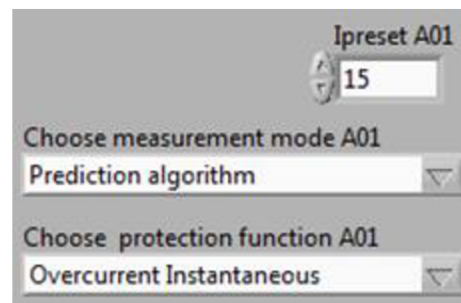 Ipreset A01
15
Choose measurement mode A01
Prediction algorithm
Choose protection function A01
Overcurrent Instantaneous